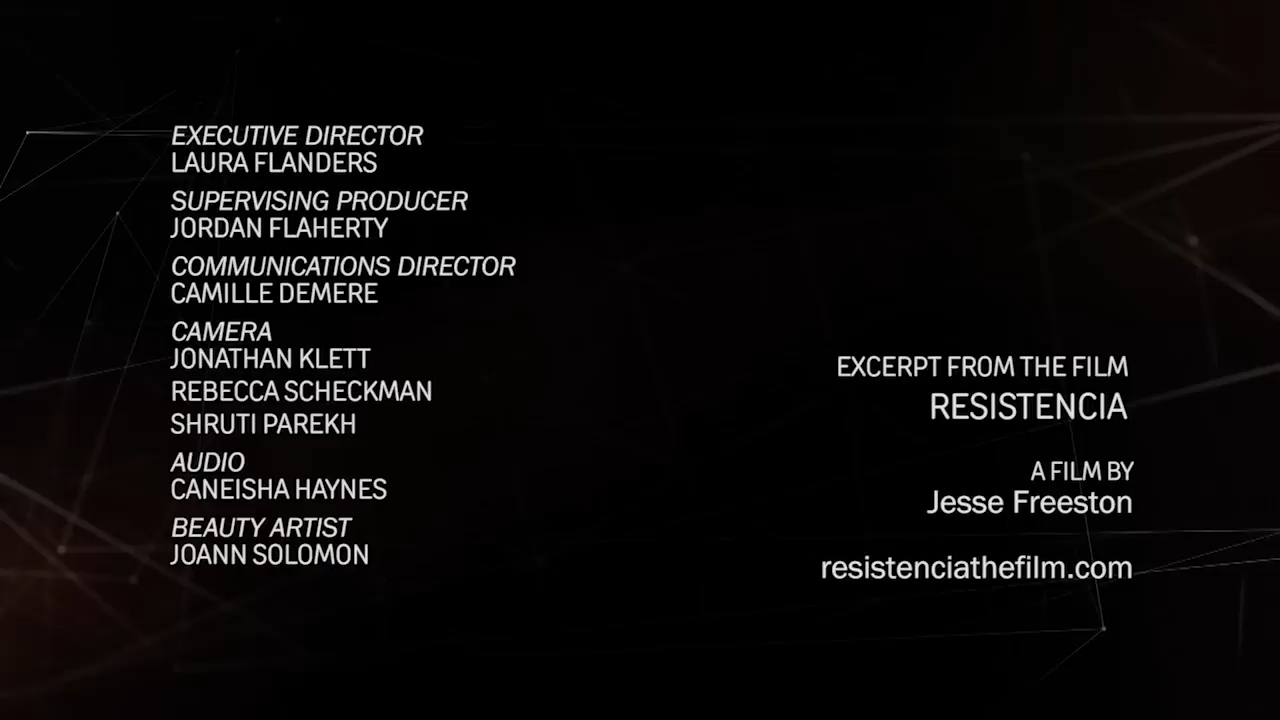 EXECUTIVE DIRECTOR
LAURA FLANDERS
SUPERVISING PRODUCER
JORDAN FLAHERTY
COMMUNICATIONS DIRECTOR
CAMILLE DEMERE
CAMERA
JONATHAN KLETT
REBECCA SCHECKMAN
SHRUTI PAREKH
AUDIO
CANEISHA HAYNES
BEAUTY ARTIST
JOANN SOLOMON
EXCERPT FROM THE FILM
RESISTENCIA
A FILM BY
Jesse Freeston
resistenciathefilm.com